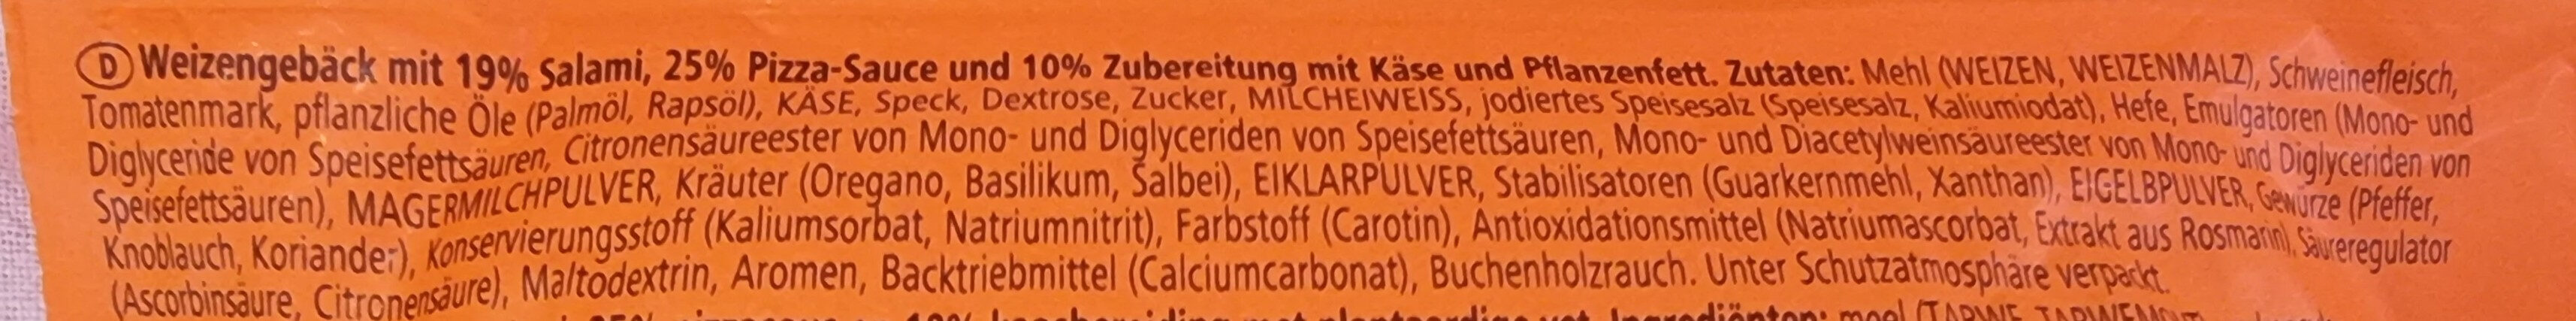 D Weizengebäck mit 19% Salami, 25% Pizza-Sauce und 10% Zubereitung mit Käse und Pflanzenfett. Zutaten: Mehl (WEIZEN, WEIZENMALZ), Schweinefleisch,
Tomatenmark, pflanzliche Öle (Palmöl, Rapsöl), KÄSE, Speck, Dextrose, Zucker, MILCHEIWEISS, jodiertes Speisesalz (Speisesalz, Kaliumiodat), Hefe, Emulgatoren (Mono- und
Diglyceride von Speisefettsäuren, Citronensäureester von Mono- und Diglyceriden von Speisefettsäuren, Mono- und Diacetylweinsäureester von Mono- und Diglyceriden von
Speisefettsäuren), MAGERMILCHPULVER, Kräuter (Oregano, Basilikum, Salbei), EIKLARPULVER, Stabilisatoren (Guarkernmehl, Xanthan), EIGELBPULVER, Gewürze (Pfeffer,
Knoblauch, Koriander), Konservierungsstoff (Kaliumsorbat, Natriumnitrit), Farbstoff (Carotin), Antioxidationsmittel (Natriumascorbat, Extrakt aus Rosmarin), Säureregulator
(Ascorbinsäure, Citronensäure), Maltodextrin, Aromen, Backtriebmittel (Calciumcarbonat), Buchenholzrauch. Unter Schutzatmosphäre verpackt.